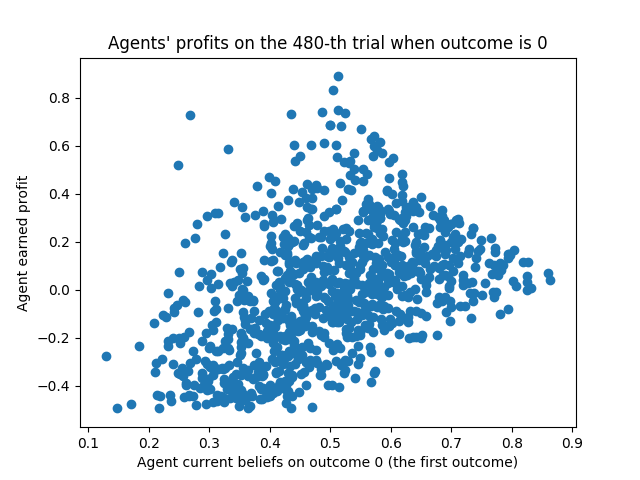 Agents' profits on the 480-th trial when outcome is 0
Agent earned profit
0.8
0.6
0.4
0.2
0.0
−0.2
−0.4
0.1 0.2 0.3 0.4 0.5 0.6 0.7 0.8 0.9
Agent current beliefs on outcome 0 (the first outcome)